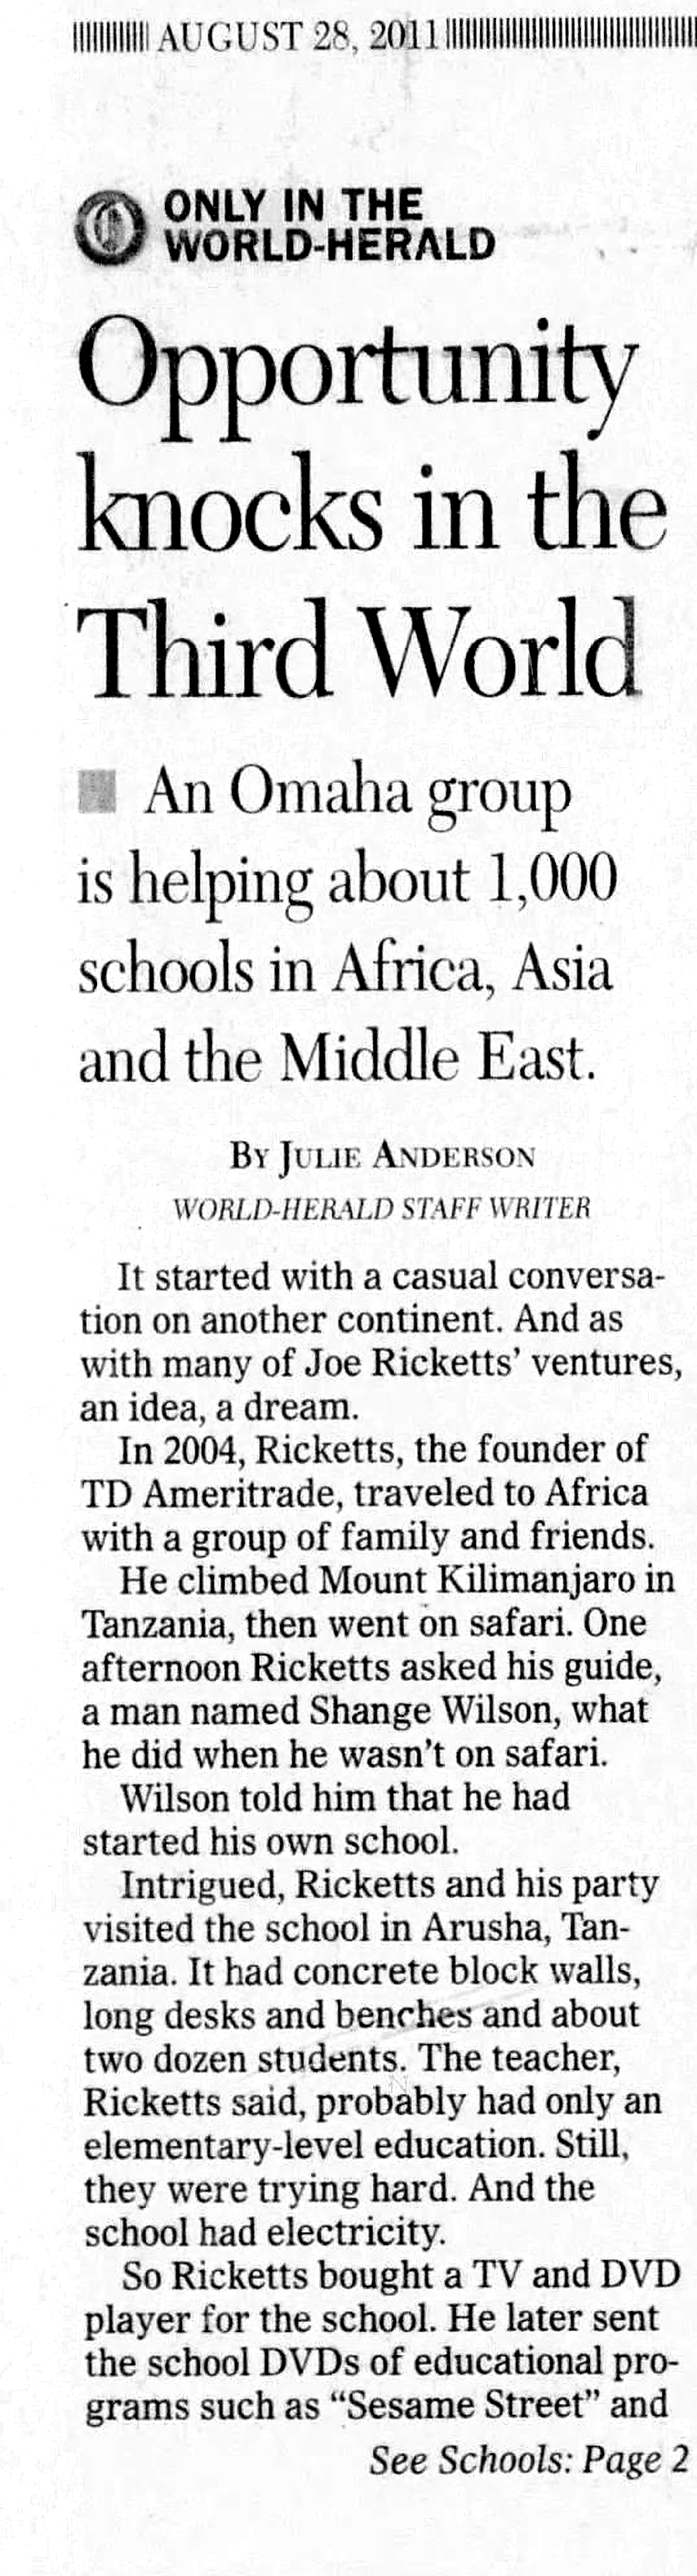 AUGUST 28, 2011
ONLY IN THE
WORLD-HERALD
Opportunity
knocks in the
Third World
An Omaha group
is helping about 1,000
schools in Africa, Asia
and the Middle East.
BY JULIE ANDERSON
WORLD-HERALD STAFF WRITER
It started with a casual conversa-
tion on another continent. And as
with many of Joe Ricketts' ventures,
an idea, a dream.
In 2004, Ricketts, the founder of
TD Ameritrade, traveled to Africa
with a group of family and friends.
He climbed Mount Kilimanjaro in
Tanzania, then went on safari. One
afternoon Ricketts asked his guide,
a man named Shange Wilson, what
he did when he wasn't on safari.
Wilson told him that he had
started his own school.
Intrigued, Ricketts and his party
visited the school in Arusha, Tan-
zania. It had concrete block walls,
long desks and benches and about
two dozen students. The teacher,
Ricketts said, probably had only an
elementary-level education. Still,
they were trying hard. And the
school had electricity.
So Ricketts bought a TV and DVD
player for the school. He later sent
the school DVDs of educational pro-
grams such as “Sesame Street” and
See Schools: Page 2